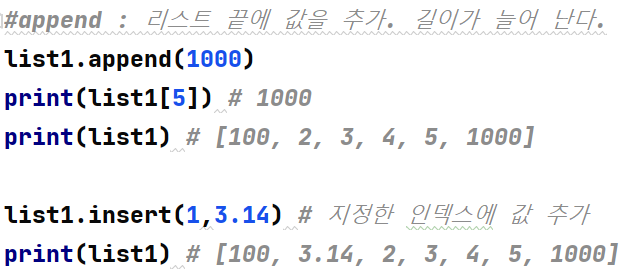 #append : 리스트 끝에 값을 추가. 길이가 늘어 난다.
list1.append(1000)
print(list1[5]) # 1000
print(list1) # [100, 2, 3, 4, 5, 1000]
list1.insert(1,3.14) # 지정한 인덱스에 값 추가
print(list1) # [100, 3.14, 2, 3, 4, 5, 1000]